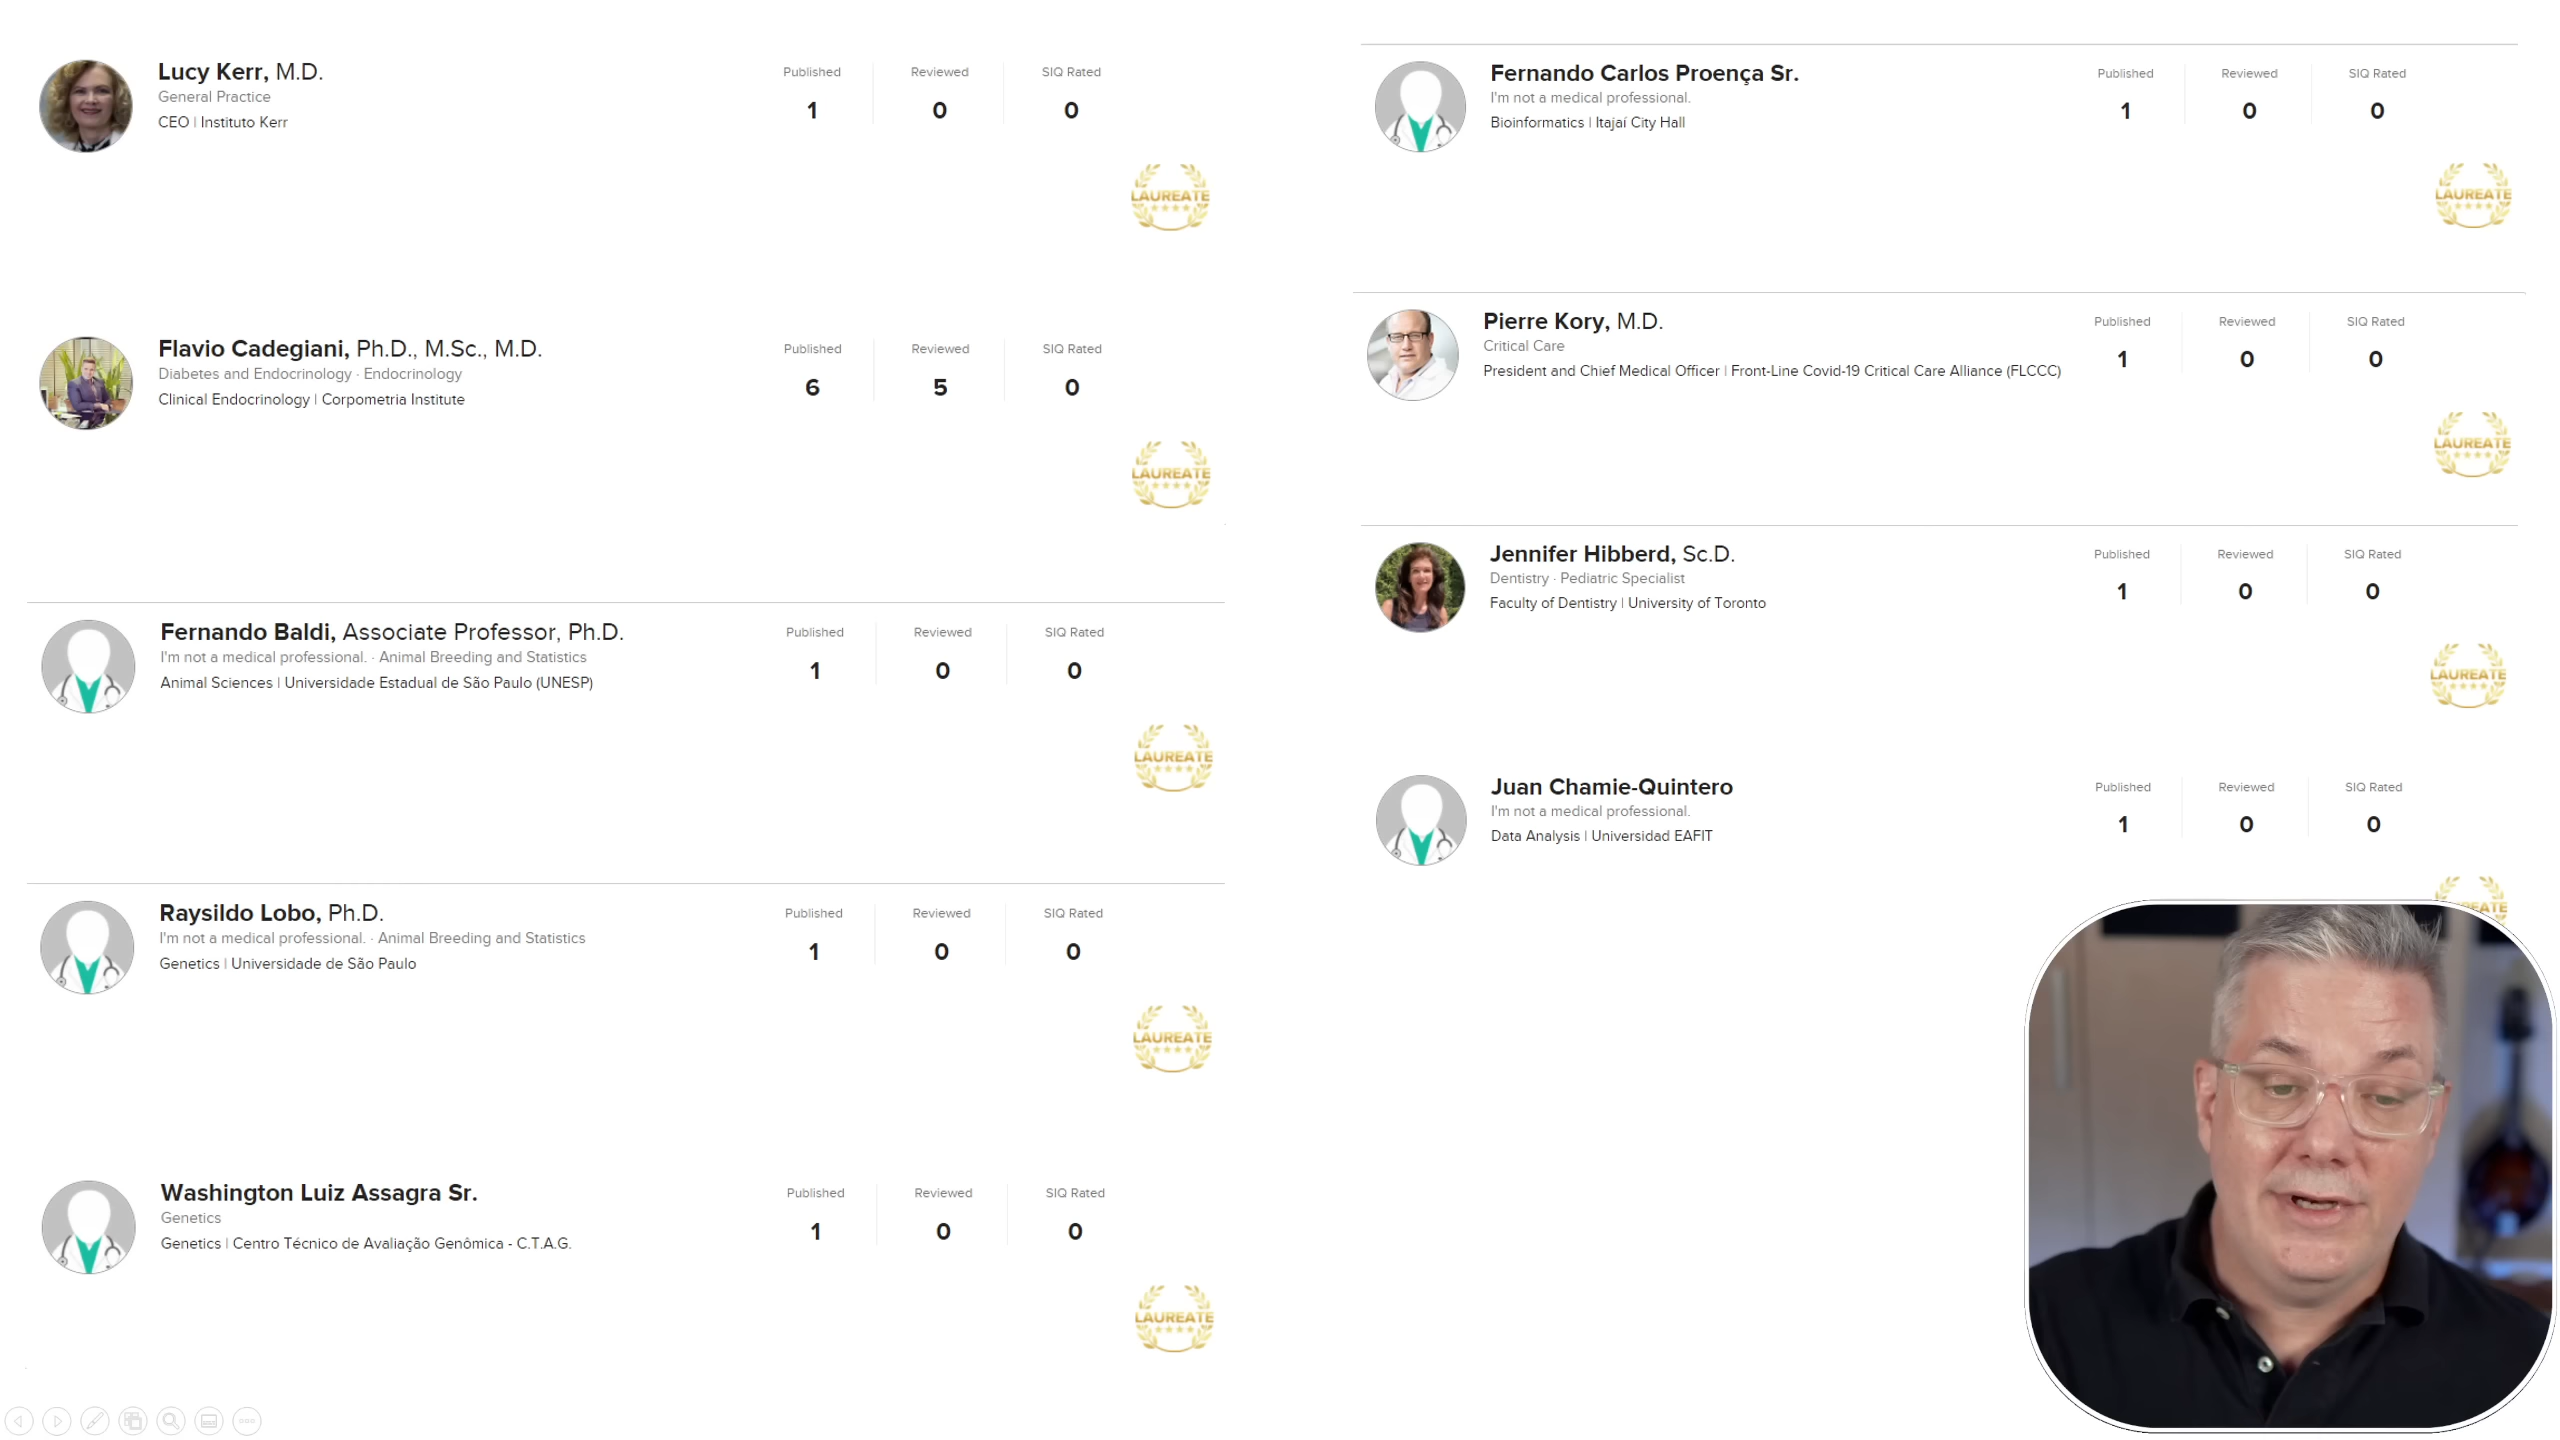 Lucy Kerr, M.D.
General Practice
CEO | Instituto Kerr
Published Reviewed SIQ Rated
1 0 0
LAUREATE
Flavio Cadegiani, Ph.D., M.Sc., M.D.
Diabetes and Endocrinology · Endocrinology
Clinical Endocrinology | Corpometria Institute
Published Reviewed SIQ Rated
6 5 0
LAUREATE
Fernando Baldi, Associate Professor, Ph.D.
I'm not a medical professional. · Animal Breeding and Statistics
Animal Sciences | Universidade Estadual de São Paulo (UNESP)
Published Reviewed SIQ Rated
1 0 0
LAUREATE
Raysildo Lobo, Ph.D.
I'm not a medical professional. · Animal Breeding and Statistics
Genetics | Universidade de São Paulo
Published Reviewed SIQ Rated
1 0 0
LAUREATE
Washington Luiz Assagra Sr.
Genetics
Genetics | Centro Técnico de Avaliação Genômica - C.T.A.G.
Published Reviewed SIQ Rated
1 0 0
LAUREATE
Fernando Carlos Proença Sr.
I'm not a medical professional.
Bioinformatics | Itajaí City Hall
Published Reviewed SIQ Rated
1 0 0
LAUREATE
Pierre Kory, M.D.
Critical Care
President and Chief Medical Officer | Front-Line Covid-19 Critical Care Alliance (FLCCC)
Published Reviewed SIQ Rated
1 0 0
LAUREATE
Jennifer Hibberd, Sc.D.
Dentistry · Pediatric Specialist
Faculty of Dentistry | University of Toronto
Published Reviewed SIQ Rated
1 0 0
LAUREATE
Juan Chamie-Quintero
I'm not a medical professional.
Data Analysis | Universidad EAFIT
Published Reviewed SIQ Rated
1 0 0